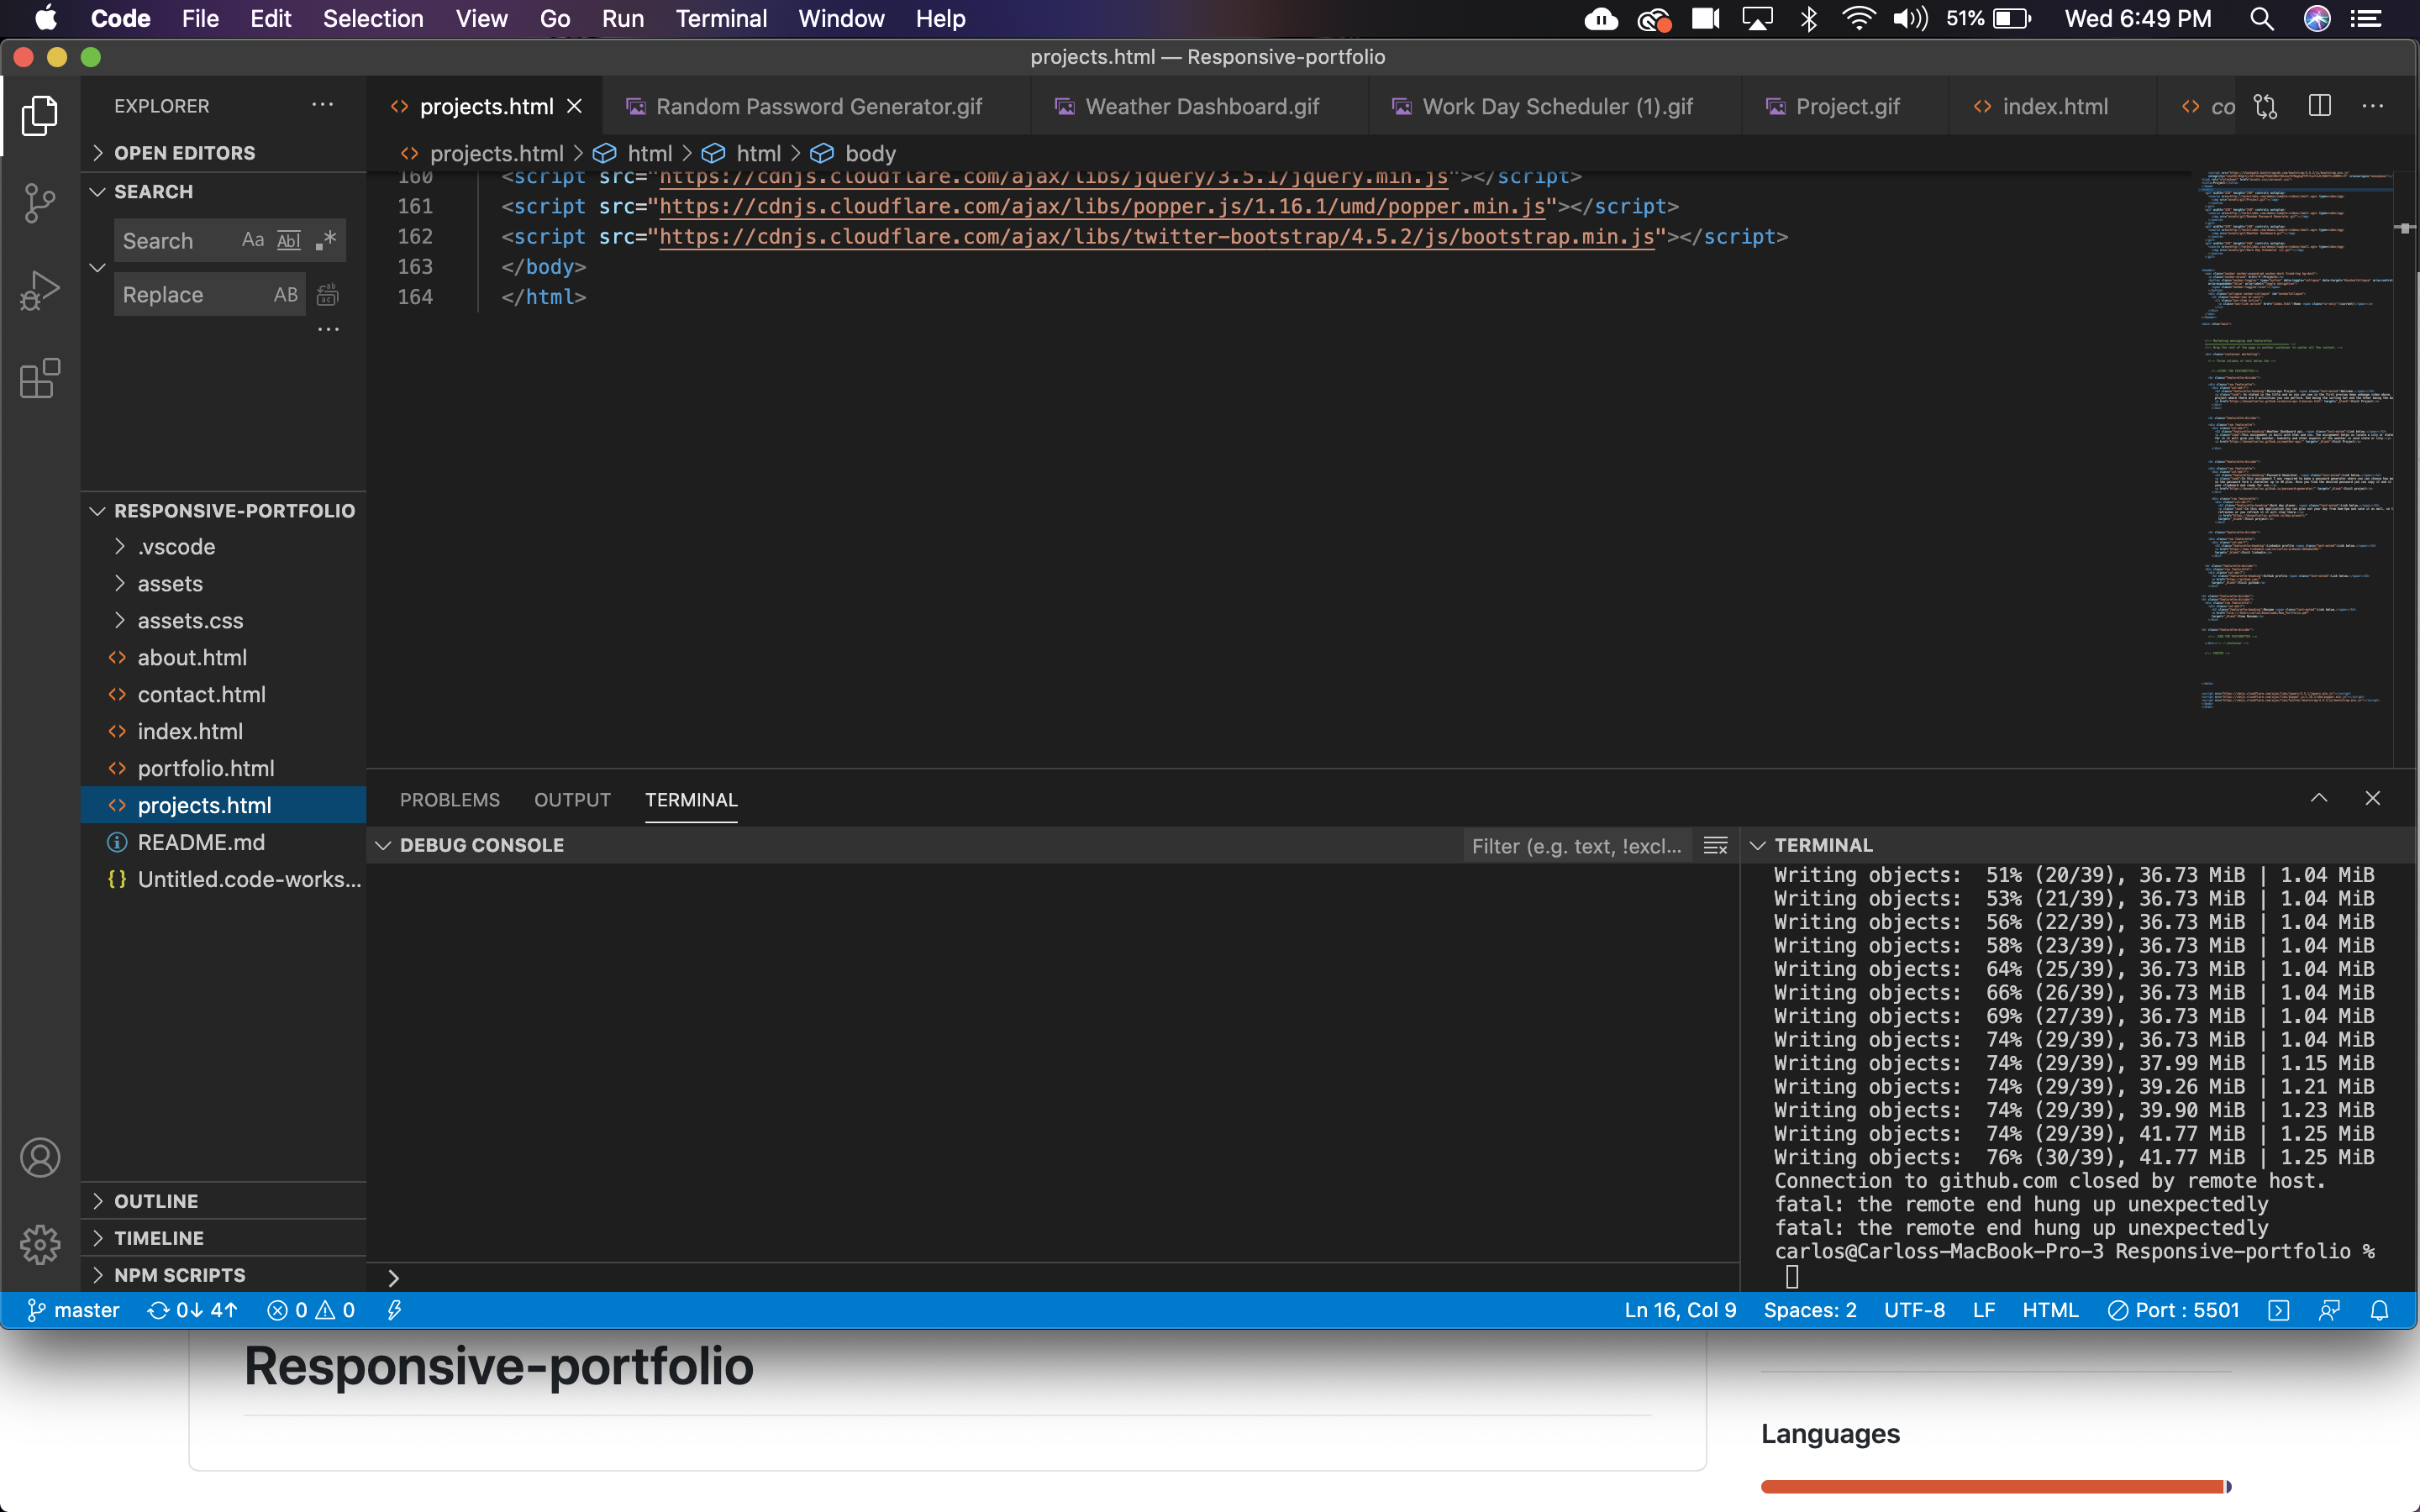 Code File Edit Selection View Go Run Terminal Window Help 51% Wed 6:49 PM
projects.html — Responsive-portfolio
EXPLORER
projects.html Random Password Generator.gif Weather Dashboard.gif Work Day Scheduler (1).gif Project.gif index.html co
OPEN EDITORS
projects.html > html > html > body
SEARCH
Search Aa Abl .*
Replace AB
160 <script src="https://cdnjs.cloudflare.com/ajax/libs/jquery/3.5.1/jquery.min.js"></script>
161 <script src="https://cdnjs.cloudflare.com/ajax/libs/popper.js/1.16.1/umd/popper.min.js"></script>
162 <script src="https://cdnjs.cloudflare.com/ajax/libs/twitter-bootstrap/4.5.2/js/bootstrap.min.js"></script>
163 </body>
164 </html>
RESPONSIVE-PORTFOLIO
.vscode
assets
assets.css
about.html
contact.html
index.html
portfolio.html
projects.html
README.md
Untitled.code-works...
OUTLINE
TIMELINE
NPM SCRIPTS
PROBLEMS OUTPUT TERMINAL
DEBUG CONSOLE Filter (e.g. text, !excl...
TERMINAL
Writing objects: 51% (20/39), 36.73 MiB | 1.04 MiB
Writing objects: 53% (21/39), 36.73 MiB | 1.04 MiB
Writing objects: 56% (22/39), 36.73 MiB | 1.04 MiB
Writing objects: 58% (23/39), 36.73 MiB | 1.04 MiB
Writing objects: 64% (25/39), 36.73 MiB | 1.04 MiB
Writing objects: 66% (26/39), 36.73 MiB | 1.04 MiB
Writing objects: 69% (27/39), 36.73 MiB | 1.04 MiB
Writing objects: 74% (29/39), 36.73 MiB | 1.04 MiB
Writing objects: 74% (29/39), 37.99 MiB | 1.15 MiB
Writing objects: 74% (29/39), 39.26 MiB | 1.21 MiB
Writing objects: 74% (29/39), 39.90 MiB | 1.23 MiB
Writing objects: 74% (29/39), 41.77 MiB | 1.25 MiB
Writing objects: 76% (30/39), 41.77 MiB | 1.25 MiB
Connection to github.com closed by remote host.
fatal: the remote end hung up unexpectedly
fatal: the remote end hung up unexpectedly
carlos@Carloss-MacBook-Pro-3 Responsive-portfolio %
master 0↓ 4↑ 0 0 Ln 16, Col 9 Spaces: 2 UTF-8 LF HTML Port : 5501
Responsive-portfolio
Languages